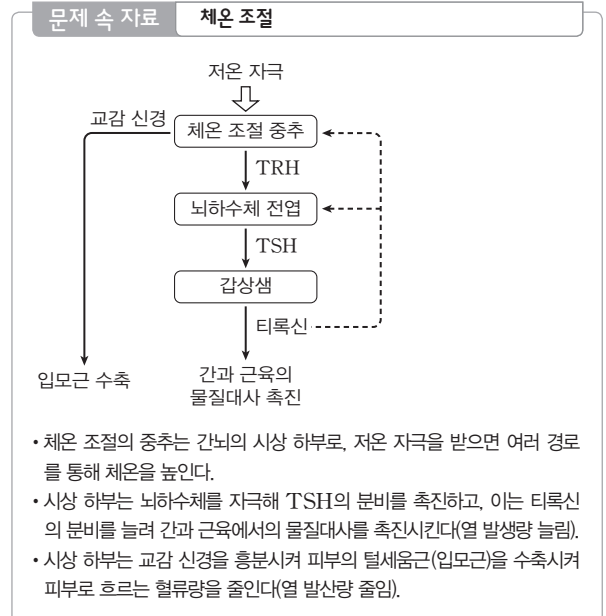 문제 속 자료 체온 조절
저온 자극
교감 신경
체온 조절 중추
TRH
뇌하수체 전엽
TSH
갑상샘
티록신
입모근 수축
간과 근육의
물질대사 촉진
• 체온 조절의 중추는 간뇌의 시상 하부로, 저온 자극을 받으면 여러 경로
를 통해 체온을 높인다.
• 시상 하부는 뇌하수체를 자극해 TSH의 분비를 촉진하고, 이는 티록신
의 분비를 늘려 간과 근육에서의 물질대사를 촉진시킨다(열 발생량 늘림).
• 시상 하부는 교감 신경을 흥분시켜 피부의 털세움근(입모근)을 수축시켜
피부로 흐르는 혈류량을 줄인다(열 발산량 줄임).